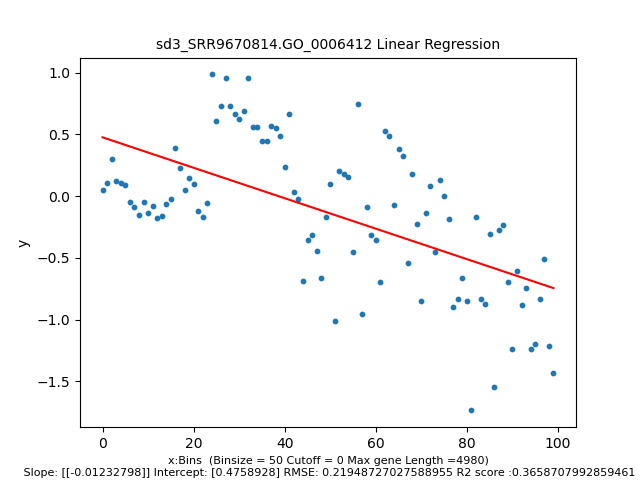 sd3_SRR9670814.GO_0006412 Linear Regression
1.0
0.5
0.0
−0.5
−1.0
−1.5
y
0 20 40 60 80 100
x:Bins (Binsize = 50 Cutoff = 0 Max gene Length =4980)
Slope: [[-0.01232798]] Intercept: [0.4758928] RMSE: 0.21948727027588955 R2 score :0.3658707992859461